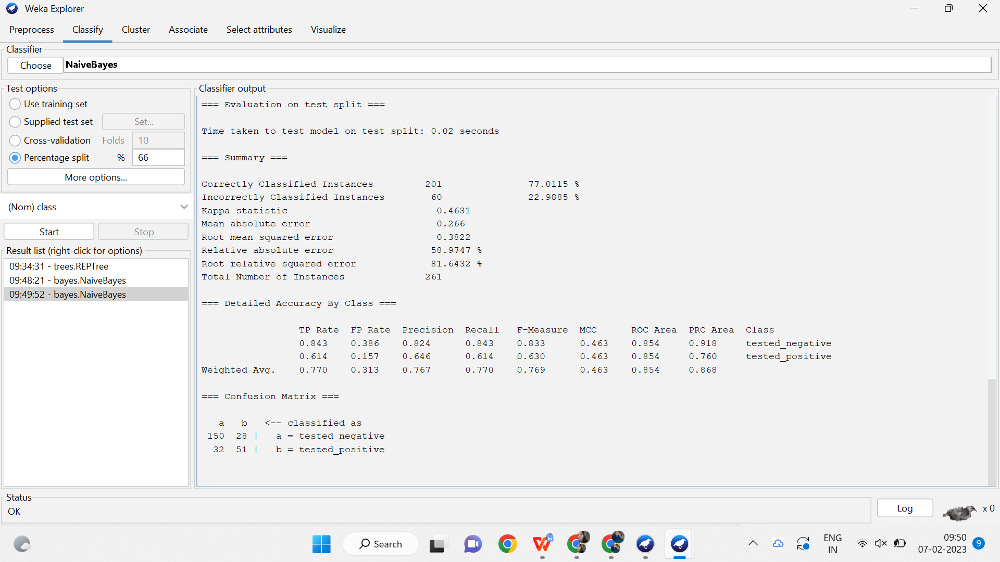 Weka Explorer
Preprocess Classify Cluster Associate Select attributes Visualize
Classifier
Choose NaiveBayes
Test options
Use training set
Supplied test set Set...
Cross-validation Folds 10
Percentage split % 66
More options...
(Nom) class
Start Stop
Result list (right-click for options)
09:34:31 - trees.REPTree
09:48:21 - bayes.NaiveBayes
09:49:52 - bayes.NaiveBayes
Classifier output
=== Evaluation on test split ===
Time taken to test model on test split: 0.02 seconds
=== Summary ===
Correctly Classified Instances 201 77.0115 %
Incorrectly Classified Instances 60 22.9885 %
Kappa statistic 0.4631
Mean absolute error 0.266
Root mean squared error 0.3822
Relative absolute error 58.9747 %
Root relative squared error 81.6432 %
Total Number of Instances 261
=== Detailed Accuracy By Class ===
TP Rate FP Rate Precision Recall F-Measure MCC ROC Area PRC Area Class
0.843 0.386 0.824 0.843 0.833 0.463 0.854 0.918 tested_negative
0.614 0.157 0.646 0.614 0.630 0.463 0.854 0.760 tested_positive
Weighted Avg. 0.770 0.313 0.767 0.770 0.769 0.463 0.854 0.868
=== Confusion Matrix ===
a b <-- classified as
150 28 | a = tested_negative
32 51 | b = tested_positive
Status
OK
Log
x 0
Search
ENG
IN
09:50
07-02-2023
9